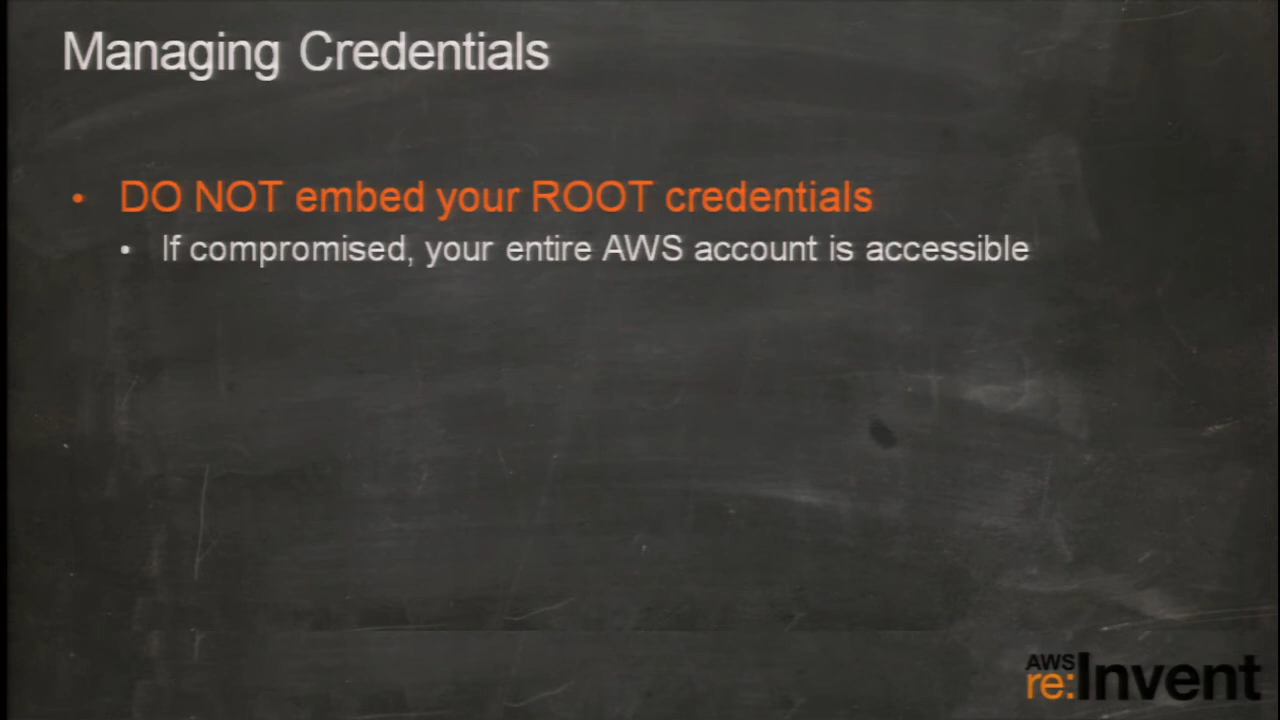 Managing Credentials
• DO NOT embed your ROOT credentials
• If compromised, your entire AWS account is accessible
AWS
re:Invent